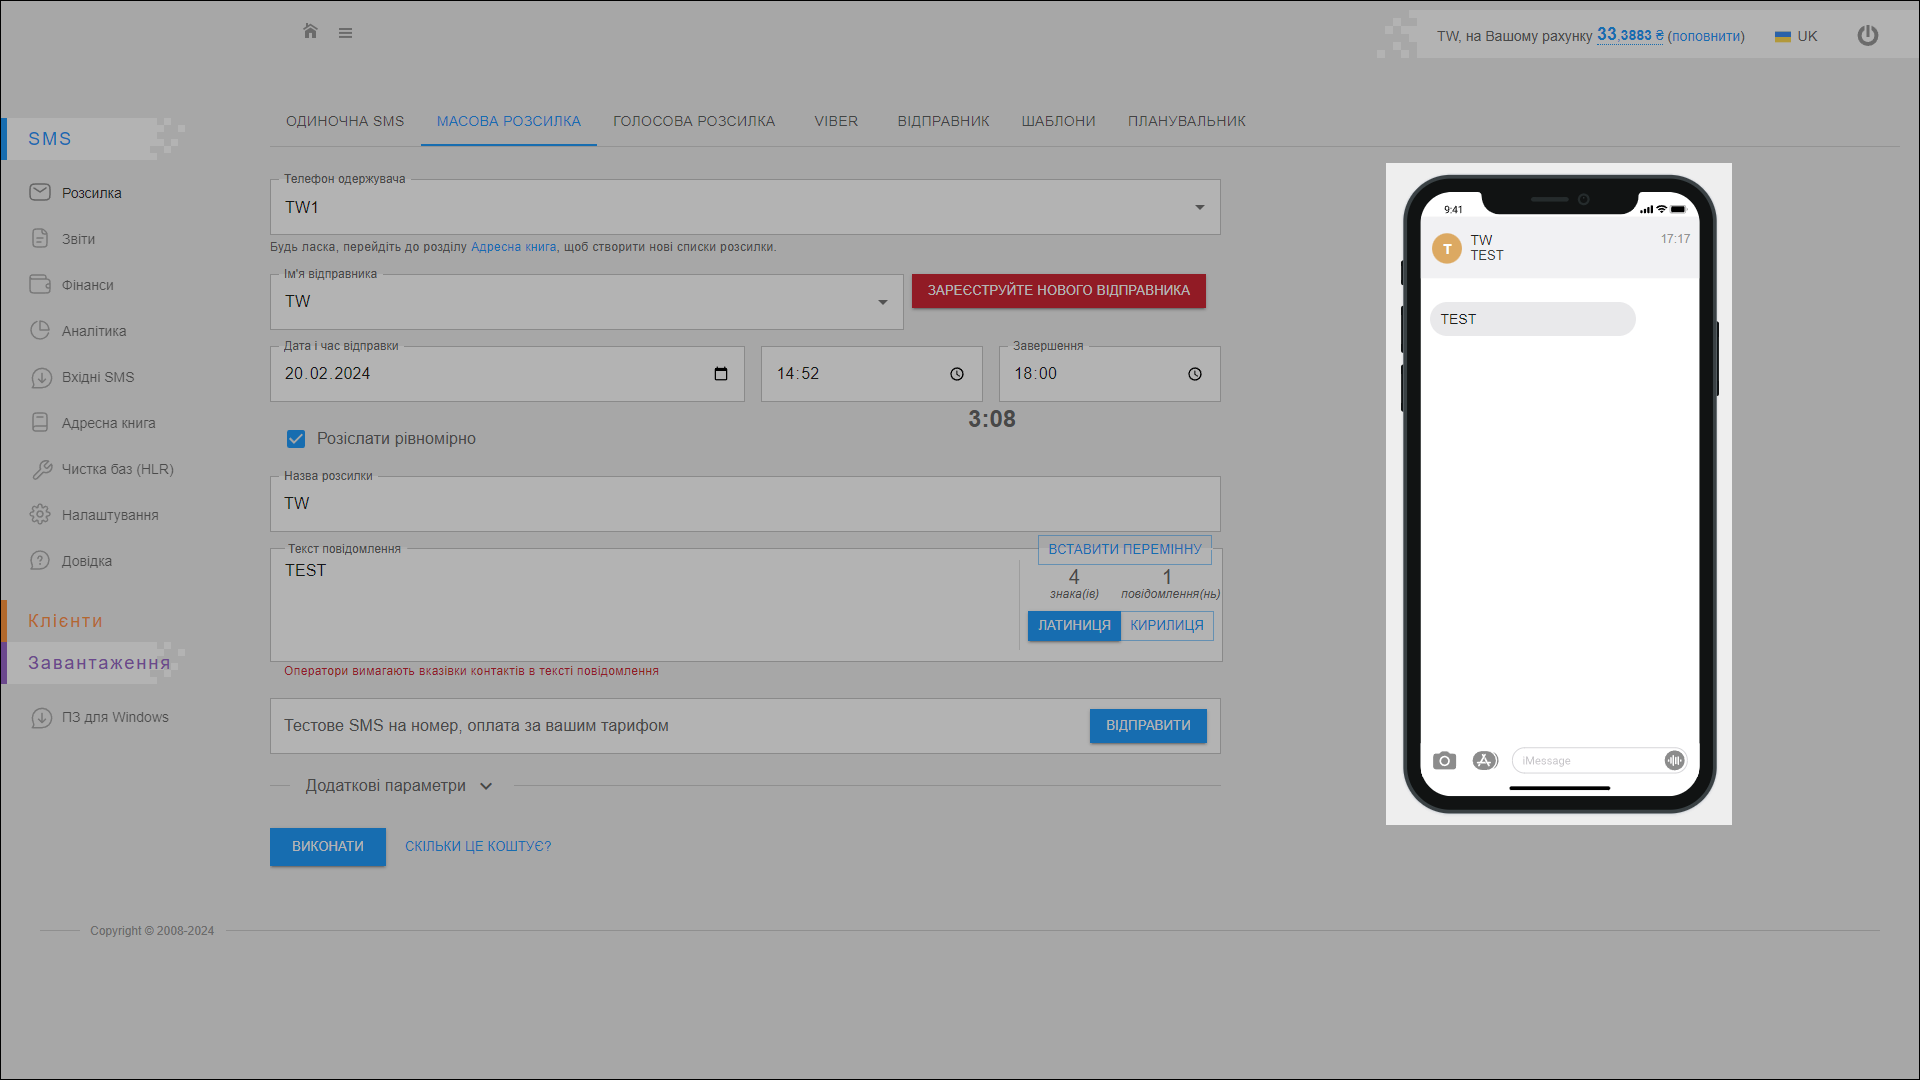 TW, на Вашому рахунку 33.3883 ₴ (поповнити)
UK
SMS
Розсилка
Звіти
Фінанси
Аналітика
Вхідні SMS
Адресна книга
Чистка баз (HLR)
Налаштування
Довідка
Клієнти
Завантаження
ПЗ для Windows
ОДИНОЧНА SMS
МАСОВА РОЗСИЛКА
ГОЛОСОВА РОЗСИЛКА
VIBER
ВІДПРАВНИК
ШАБЛОНИ
ПЛАНУВАЛЬНИК
Телефон одержувача
TW1
Будь ласка, перейдіть до розділу Адресна книга, щоб створити нові списки розсилки.
Ім'я відправника
TW
ЗАРЕЄСТРУЙТЕ НОВОГО ВІДПРАВНИКА
Дата і час відправки
20.02.2024
14:52
Завершення
18:00
3:08
Розіслати рівномірно
Назва розсилки
TW
Текст повідомлення
TEST
ВСТАВИТИ ПЕРЕМІННУ
4
знака(ів)
1
повідомлення(нь)
ЛАТИНИЦЯ
КИРИЛИЦЯ
Оператори вимагають вказівки контактів в тексті повідомлення
Тестове SMS на номер, оплата за вашим тарифом
ВІДПРАВИТИ
Додаткові параметри
ВИКОНАТИ
СКІЛЬКИ ЦЕ КОШТУЄ?
9:41
T
TW
TEST
17:17
TEST
iMessage
Copyright © 2008-2024